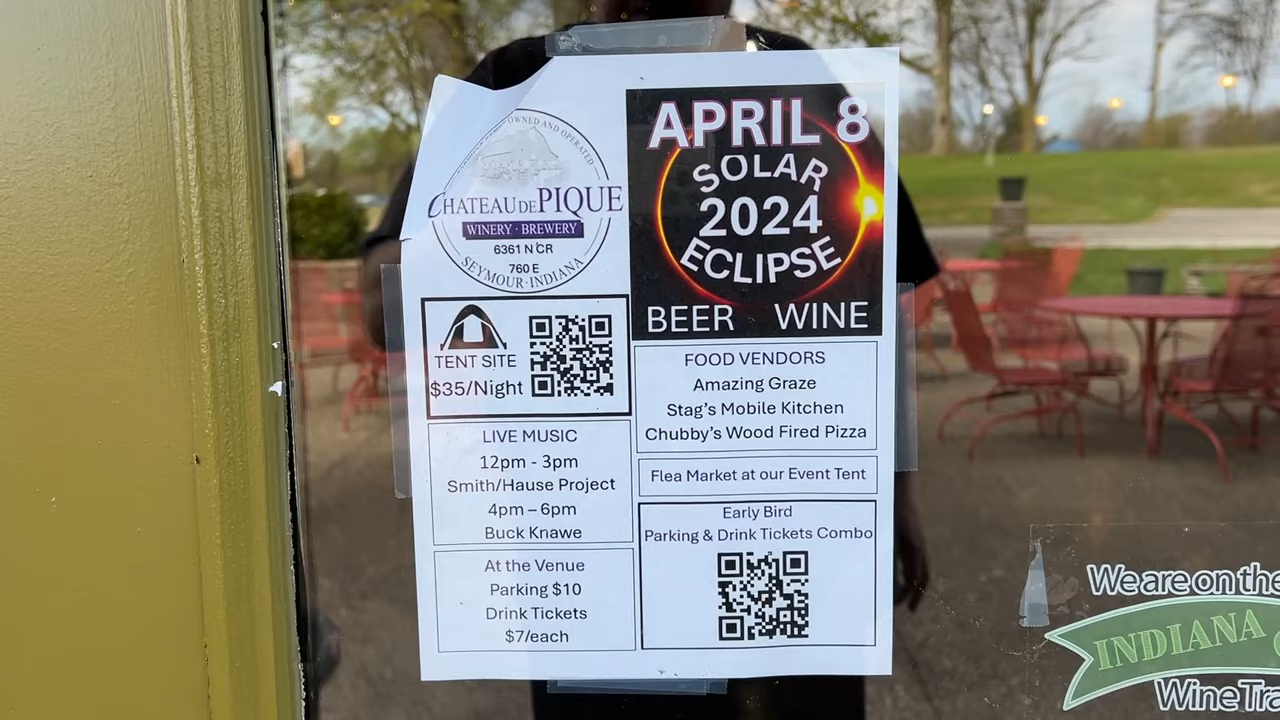 OWNED AND OPERATED
CHATEAU DE PIQUE
WINERY · BREWERY
6361 N CR
760 E
SEYMOUR · INDIANA
APRIL 8
SOLAR
2024
ECLIPSE
BEER WINE
TENT SITE
$35/Night
LIVE MUSIC
12pm - 3pm
Smith/Hause Project
4pm – 6pm
Buck Knawe
At the Venue
Parking $10
Drink Tickets
$7/each
FOOD VENDORS
Amazing Graze
Stag's Mobile Kitchen
Chubby's Wood Fired Pizza
Flea Market at our Event Tent
Early Bird
Parking & Drink Tickets Combo
We are on the
INDIANA
Wine